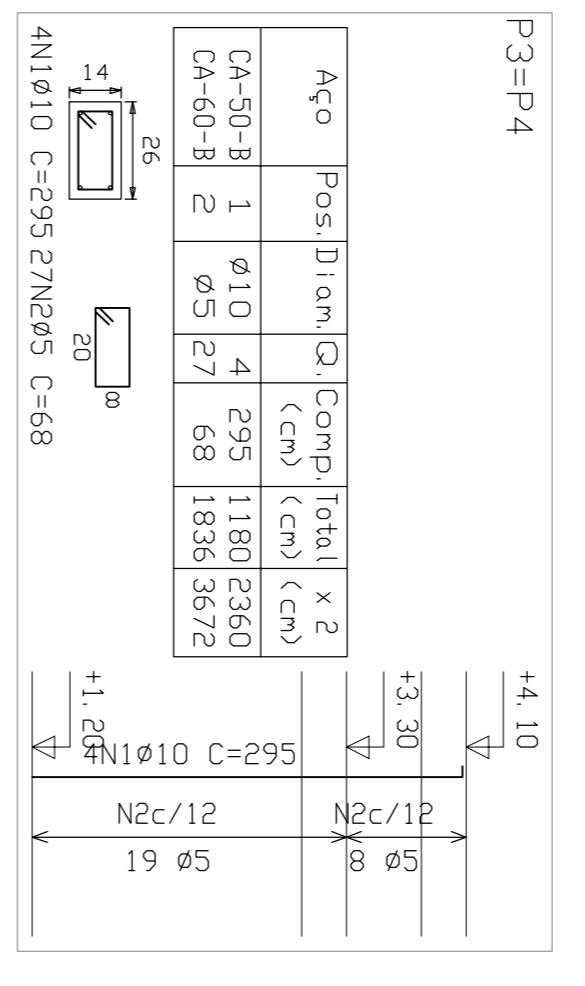 P3=P4
Aço Pos. Diam. Q. Comp. Total x 2
(cm) (cm) (cm)
CA-50-B 1 Ø10 4 295 1180 2360
CA-60-B 2 Ø5 27 68 1836 3672
26
14
20
8
4N1Ø10 C=295 27N2Ø5 C=68
+4,10
+3,30
+1,20
4N1Ø10 C=295
N2c/12 N2c/12
19 Ø5 8 Ø5